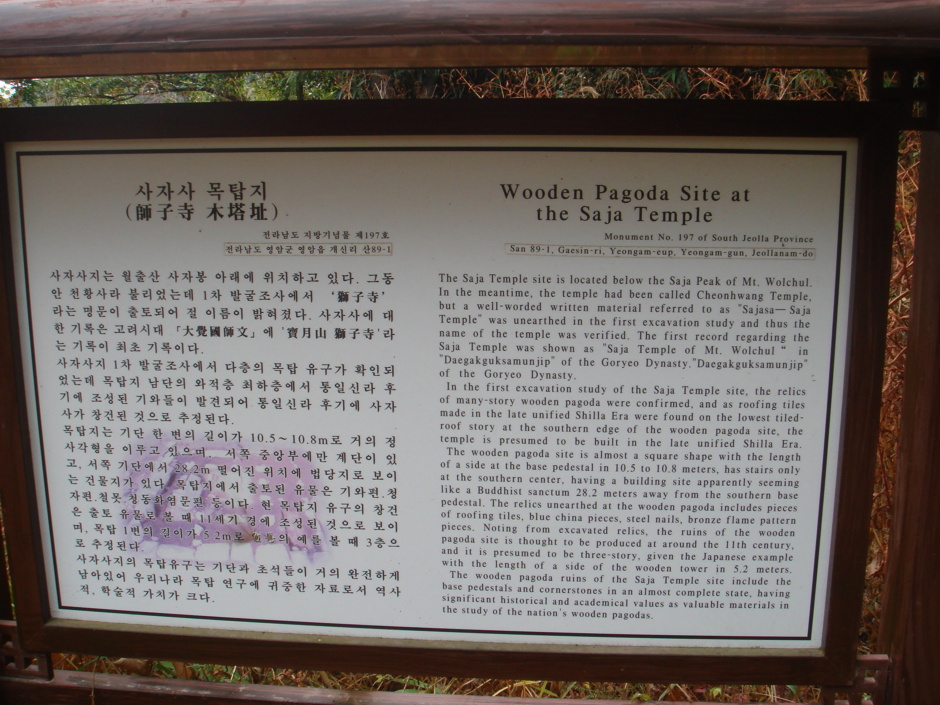 사자사 목탑지
(師子寺 木塔址)
전라남도 지방기념물 제197호
전라남도 영암군 영암읍 개신리 산89-1
사자사지는 월출산 사자봉 아래에 위치하고 있다. 그동
안 천황사라 불리었는데 1차 발굴조사에서 ‘獅子寺’
라는 명문이 출토되어 절 이름이 밝혀졌다. 사자사에 대
한 기록은 고려시대 「大覺國師文」에 '寶月山 獅子寺'라
는 기록이 최초 기록이다.
사자사지 1차 발굴조사에서 다층의 목탑 유구가 확인되
었는데 목탑지 남단의 와적층 최하층에서 통일신라 후
기에 조성된 기와들이 발견되어 통일신라 후기에 사자
사가 창건된 것으로 추정된다.
목탑지는 기단 한 변의 길이가 10.5~10.8m로 거의 정
사각형을 이루고 있으며, 서쪽 중앙부에만 계단이 있
고, 서쪽 기단에서 28.2m 떨어진 위치에 법당지로 보이
는 건물지가 있다. 목탑지에서 출토된 유물은 기와편.청
자편.철못.청동화염문편 등이다. 현 목탑지 유구의 창건
은 출토 유물로 볼 때 11세기 경에 조성된 것으로 보이
며, 목탑 1변의 길이가 5.2m로 의 예를 볼 때 3층으
로 추정된다.
사자사지의 목탑유구는 기단과 초석들이 거의 완전하게
남아있어 우리나라 목탑 연구에 귀중한 자료로서 역사
적, 학술적 가치가 크다.
Wooden Pagoda Site at
the Saja Temple
Monument No. 197 of South Jeolla Province
San 89-1, Gaesin-ri, Yeongam-eup, Yeongam-gun, Jeollanam-do
The Saja Temple site is located below the Saja Peak of Mt. Wolchul.
In the meantime, the temple had been called Cheonhwang Temple,
but a well-worded written material referred to as "Sajasa—Saja
Temple" was unearthed in the first excavation study and thus the
name of the temple was verified. The first record regarding the
Saja Temple was shown as "Saja Temple of Mt. Wolchul" in
"Daegakguksamunjip" of the Goryeo Dynasty."Daegakguksamunjip"
of the Goryeo Dynasty.
In the first excavation study of the Saja Temple site, the relics
of many-story wooden pagoda were confirmed, and as roofing tiles
made in the late unified Shilla Era were found on the lowest tiled-
roof story at the southern edge of the wooden pagoda site, the
temple is presumed to be built in the late unified Shilla Era.
The wooden pagoda site is almost a square shape with the length
of a side at the base pedestal in 10.5 to 10.8 meters, has stairs only
at the southern center, having a building site apparently seeming
like a Buddhist sanctum 28.2 meters away from the southern base
pedestal. The relics unearthed at the wooden pagoda includes pieces
of roofing tiles, blue china pieces, steel nails, bronze flame pattern
pieces. Noting from excavated relics, the ruins of the wooden
pagoda site is thought to be produced at around the 11th century,
and it is presumed to be three-story, given the Japanese example
with the length of a side of the wooden tower in 5.2 meters.
The wooden pagoda ruins of the Saja Temple site include the
base pedestals and cornerstones in an almost complete state, having
significant historical and academical values as valuable materials in
the study of the nation's wooden pagodas.